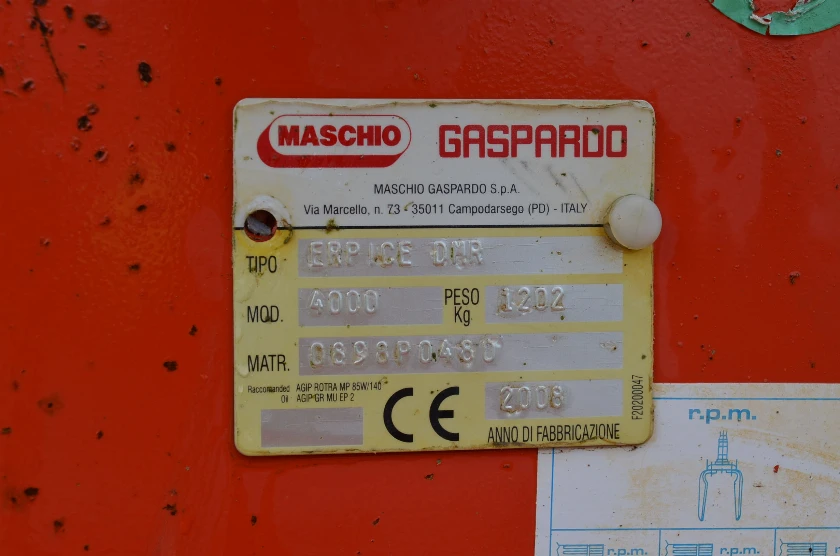 MASCHIO GASPARDO
MASCHIO GASPARDO S.p.A.
Via Marcello, n. 73 - 35011 Campodarsego (PD) - ITALY
TIPO ERPICE DMR
MOD. 4000 PESO Kg. 1202
MATR.
Raccomanded Oil AGIP ROTRA MP 85W/140
AGIP GR MU EP 2
CE
2008
ANNO DI FABBRICAZIONE
F20200047
r.p.m.
r.p.m. r.p.m.